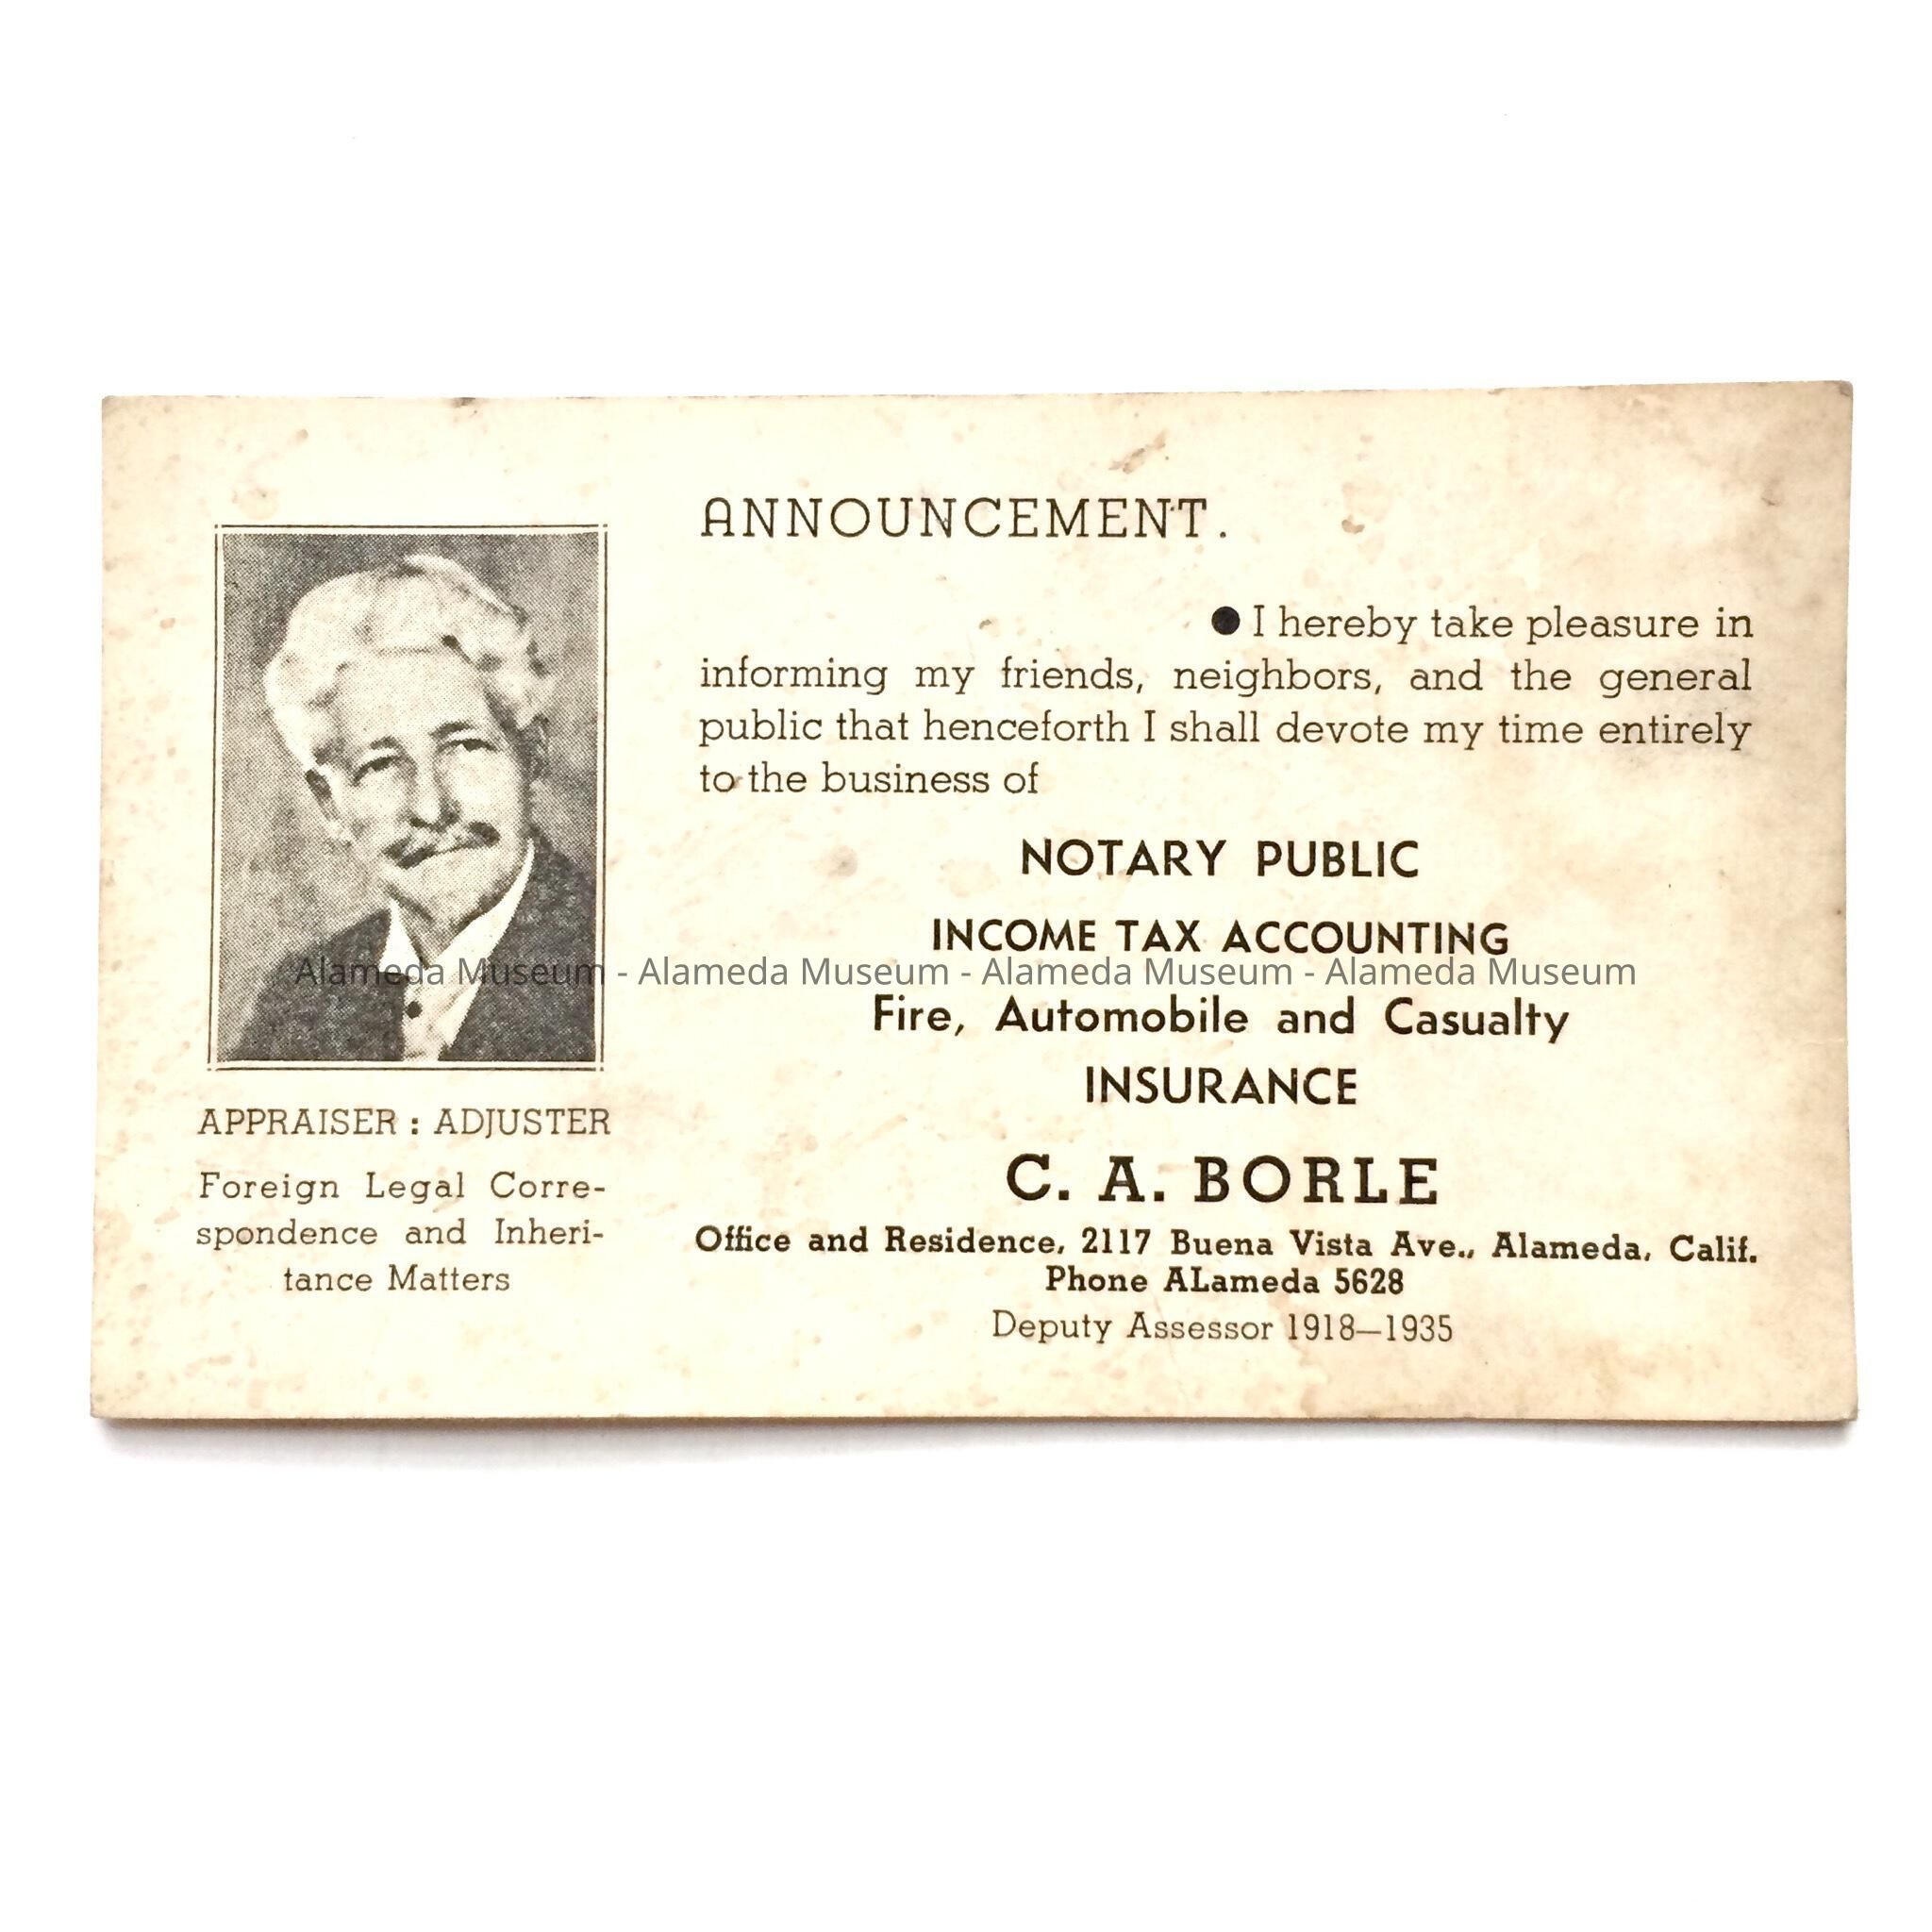 ANNOUNCEMENT.
● I hereby take pleasure in
informing my friends, neighbors, and the general
public that henceforth I shall devote my time entirely
to the business of
NOTARY PUBLIC
INCOME TAX ACCOUNTING
Alameda Museum - Alameda Museum - Alameda Museum - Alameda Museum
Fire, Automobile and Casualty
INSURANCE
C. A. BORLE
Office and Residence, 2117 Buena Vista Ave., Alameda, Calif.
Phone ALameda 5628
Deputy Assessor 1918—1935
APPRAISER : ADJUSTER
Foreign Legal Corre-
spondence and Inheri-
tance Matters